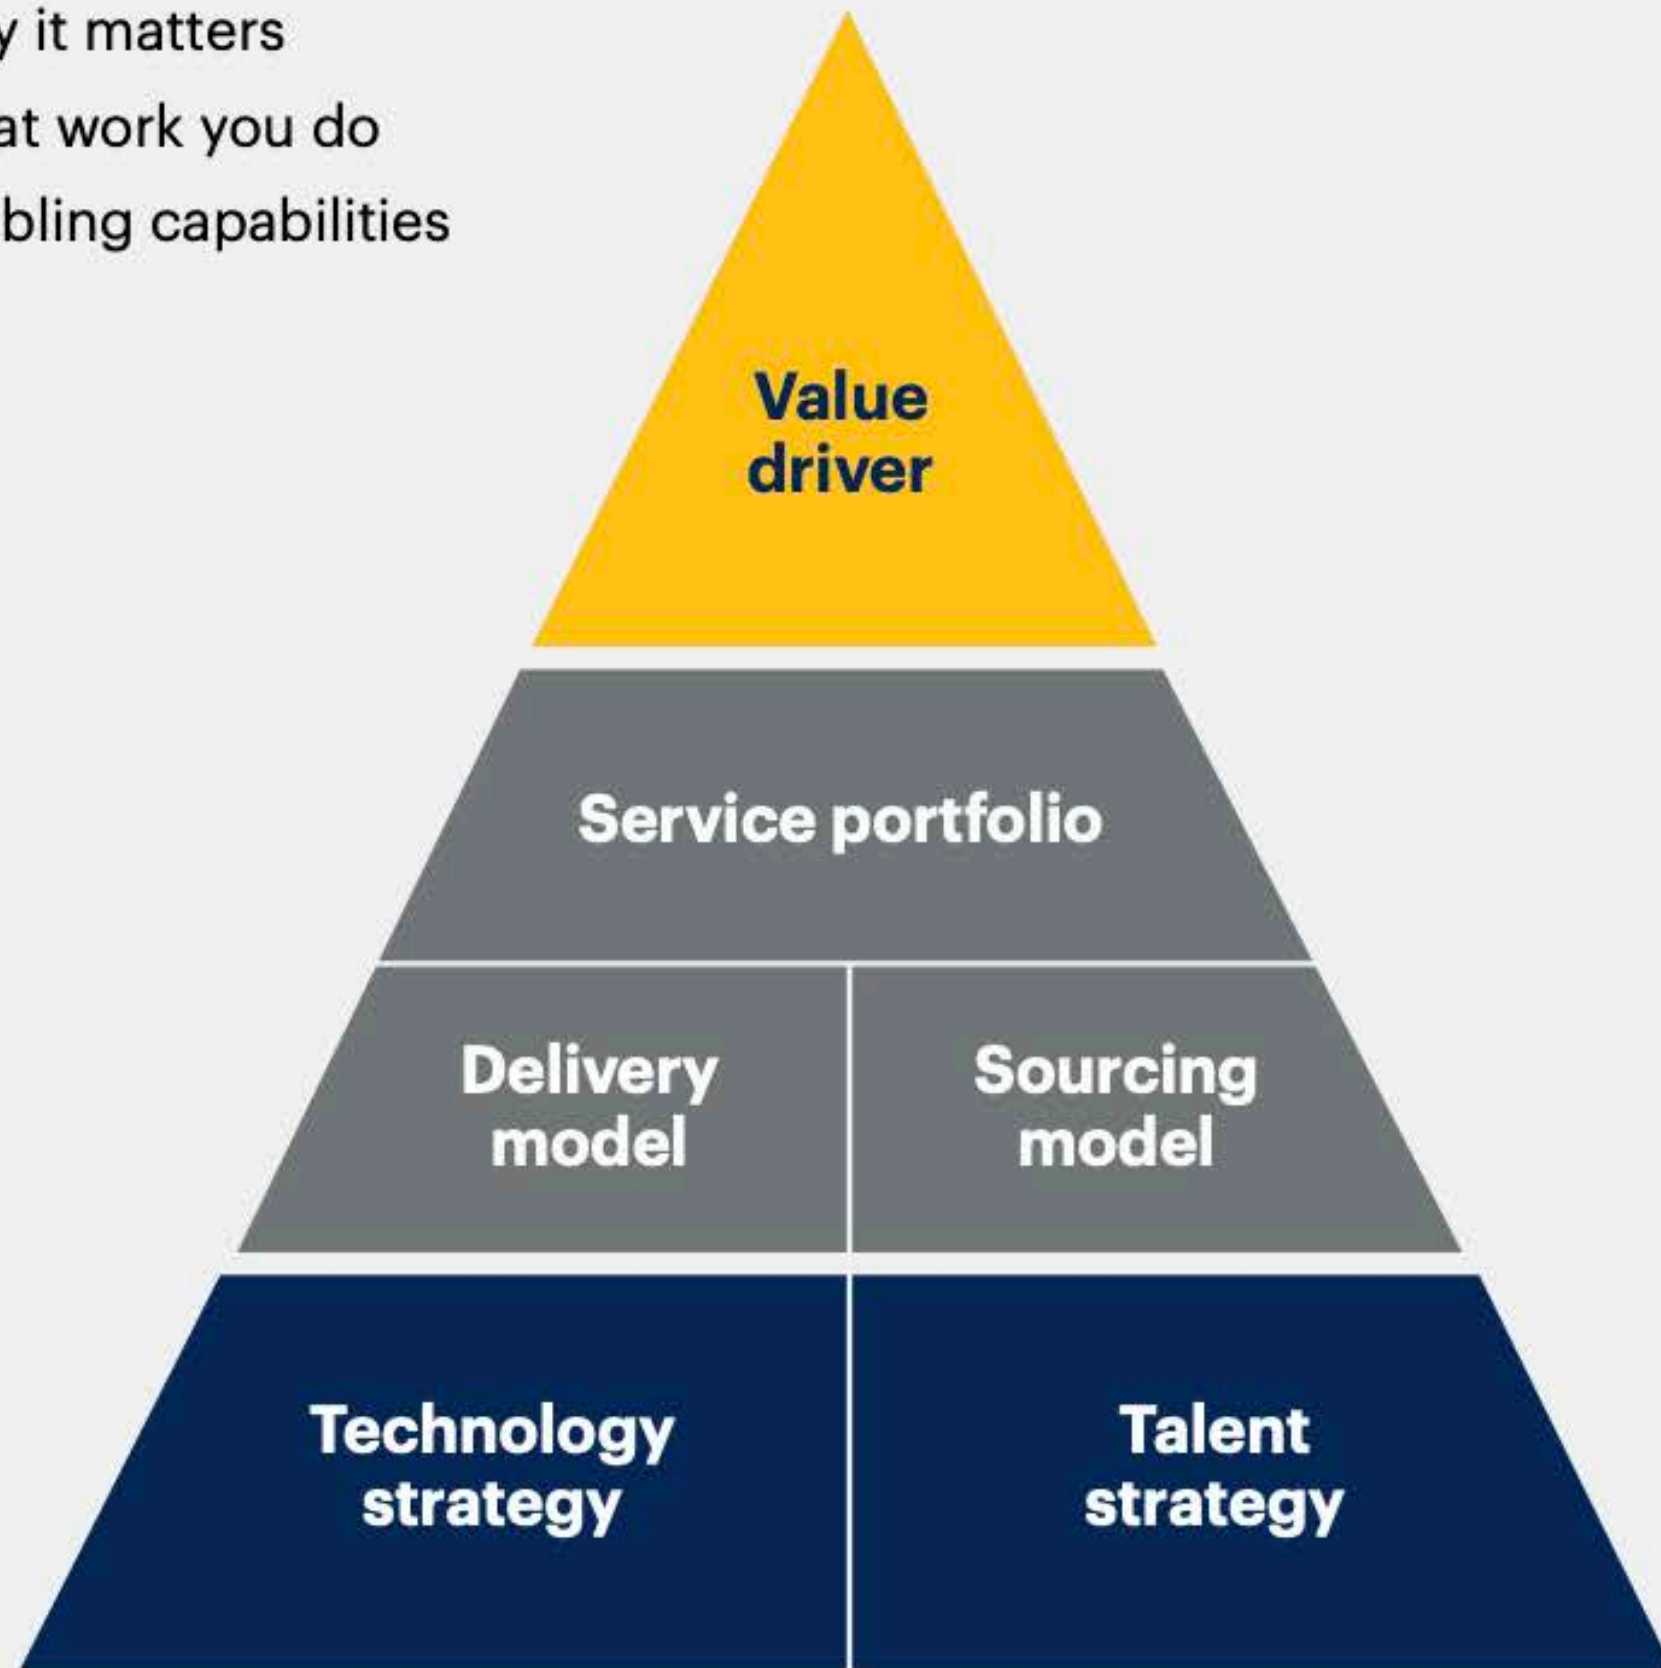 y it matters
at work you do
bling capabilities
Value
driver
Service portfolio
Delivery
model
Sourcing
model
Technology
strategy
Talent
strategy